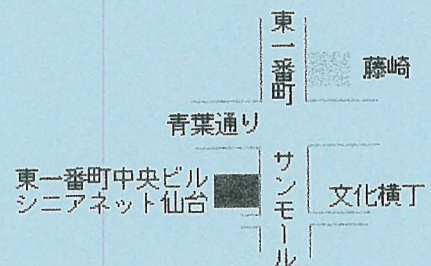 東一番町
藤崎
青葉通り
東一番町中央ビル
シニアネット仙台
サンモール
文化横丁